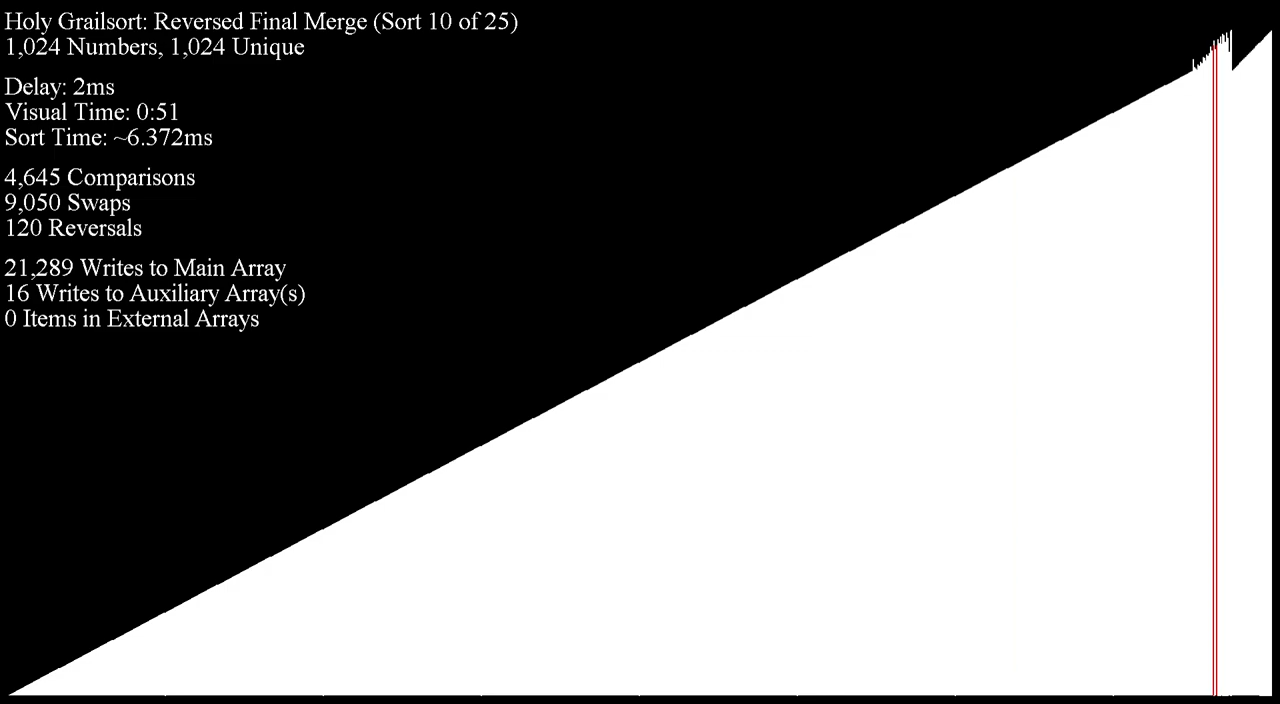 Holy Grailsort: Reversed Final Merge (Sort 10 of 25)
1,024 Numbers, 1,024 Unique
Delay: 2ms
Visual Time: 0:51
Sort Time: ~6.372ms
4,645 Comparisons
9,050 Swaps
120 Reversals
21,289 Writes to Main Array
16 Writes to Auxiliary Array(s)
0 Items in External Arrays